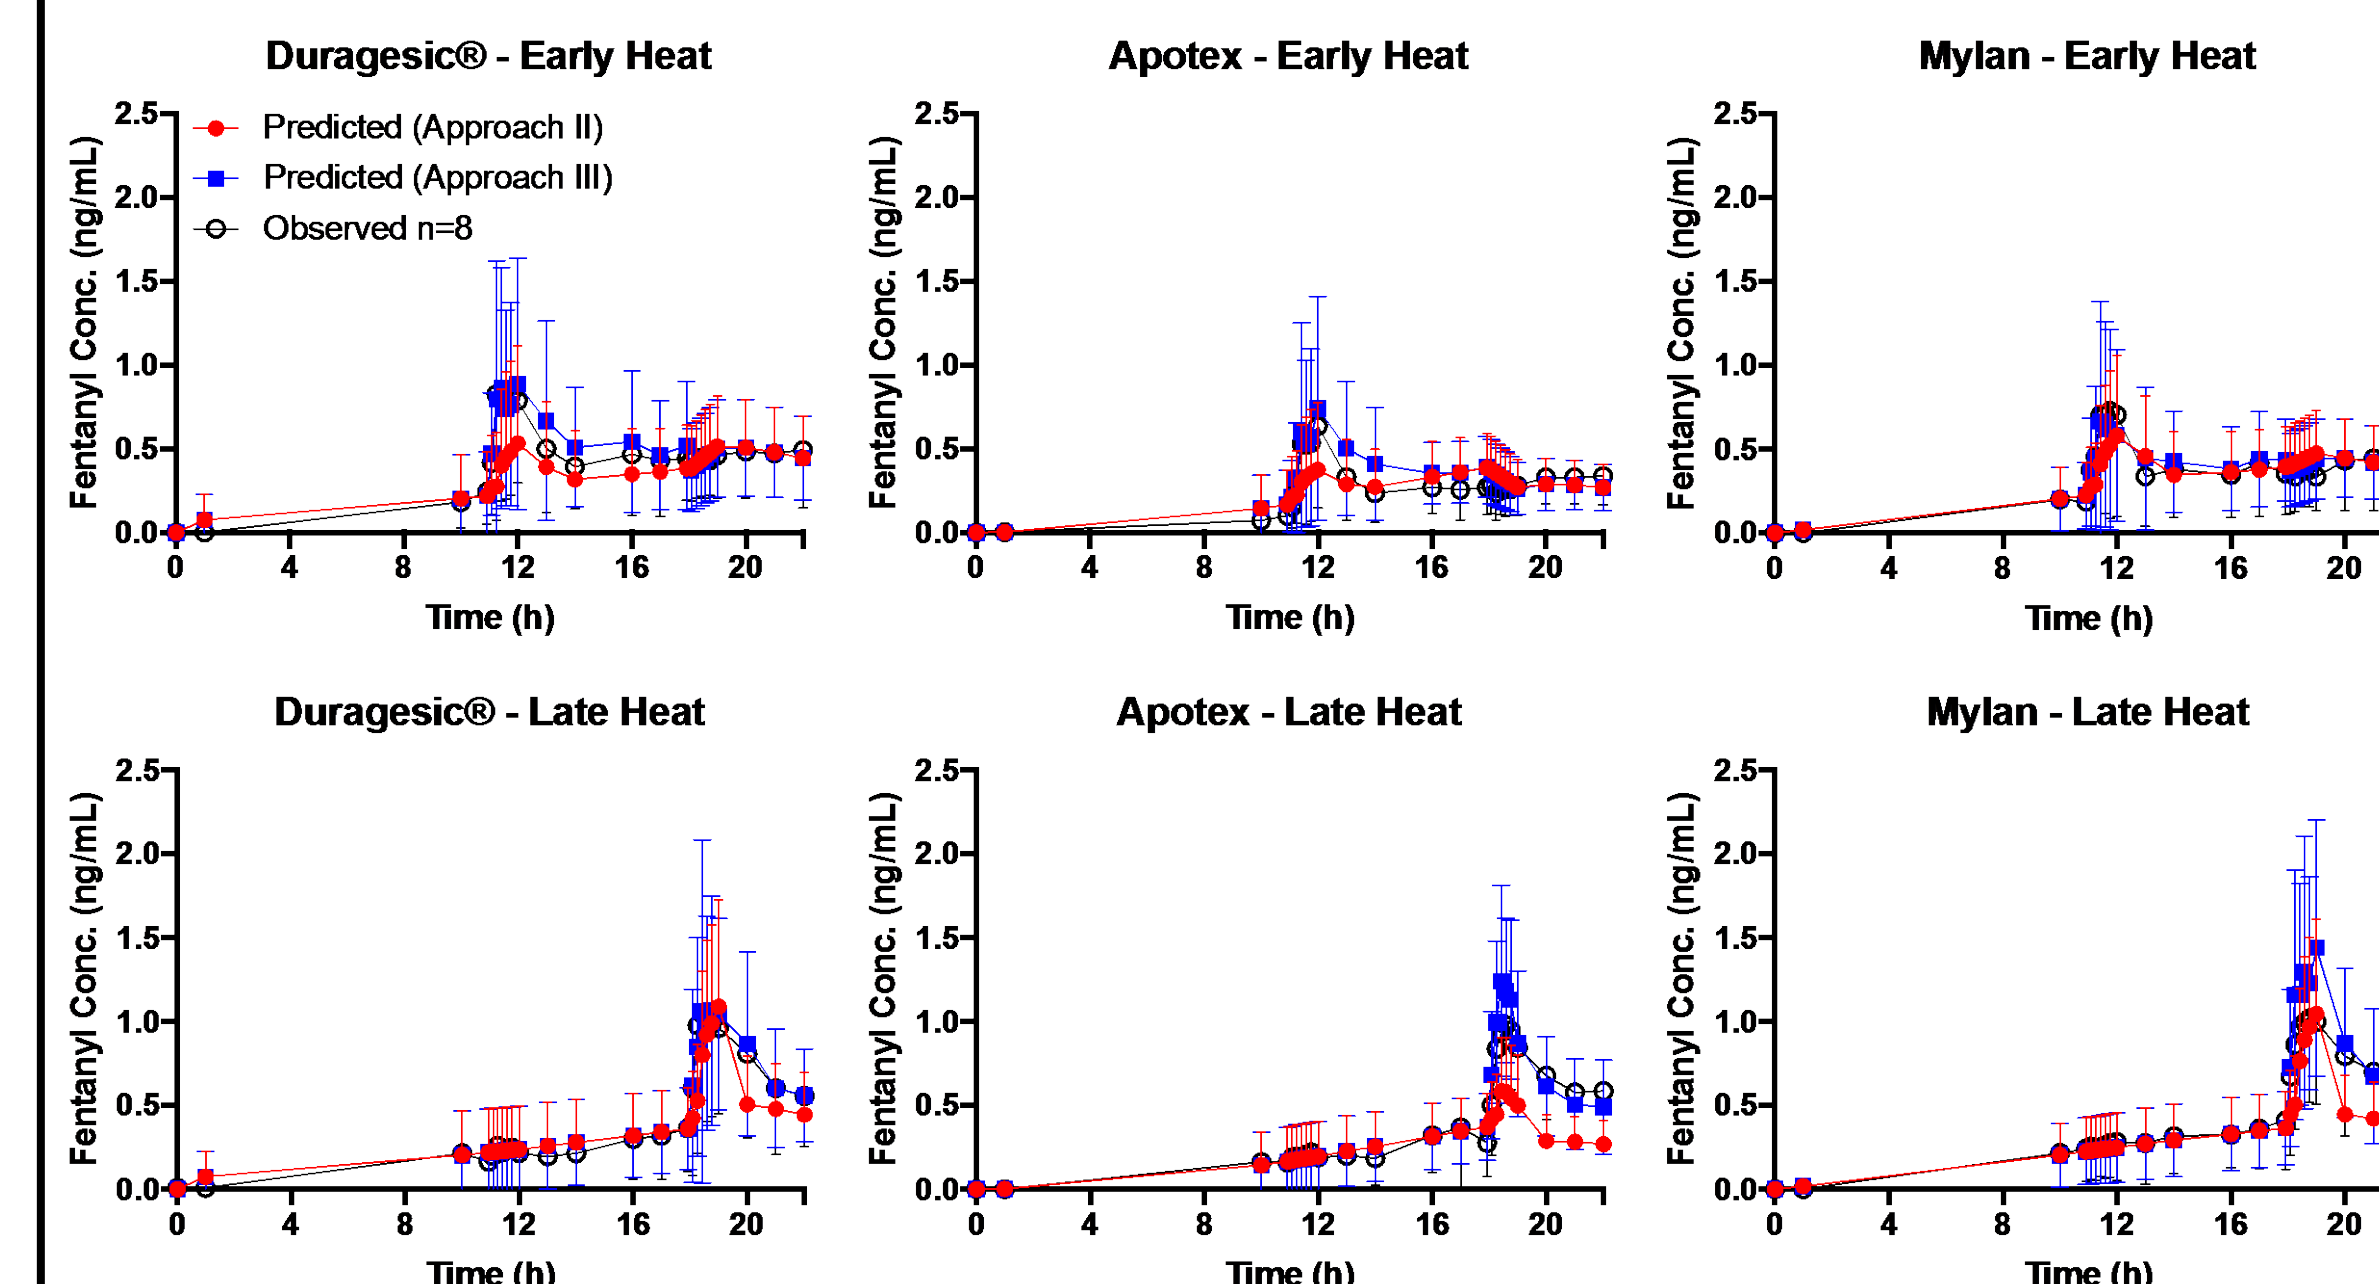 Duragesic® - Early Heat
Fentanyl Conc. (ng/mL)
2.5
2.0
1.5
1.0
0.5
0.0
Predicted (Approach II)
Predicted (Approach III)
Observed n=8
0 4 8 12 16 20
Time (h)
Apotex - Early Heat
Fentanyl Conc. (ng/mL)
2.5
2.0
1.5
1.0
0.5
0.0
0 4 8 12 16 20
Time (h)
Mylan - Early Heat
Fentanyl Conc. (ng/mL)
2.5
2.0
1.5
1.0
0.5
0.0
0 4 8 12 16 20
Time (h)
Duragesic® - Late Heat
Fentanyl Conc. (ng/mL)
2.5
2.0
1.5
1.0
0.5
0.0
0 4 8 12 16 20
Time (h)
Apotex - Late Heat
Fentanyl Conc. (ng/mL)
2.5
2.0
1.5
1.0
0.5
0.0
0 4 8 12 16 20
Time (h)
Mylan - Late Heat
Fentanyl Conc. (ng/mL)
2.5
2.0
1.5
1.0
0.5
0.0
0 4 8 12 16 20
Time (h)